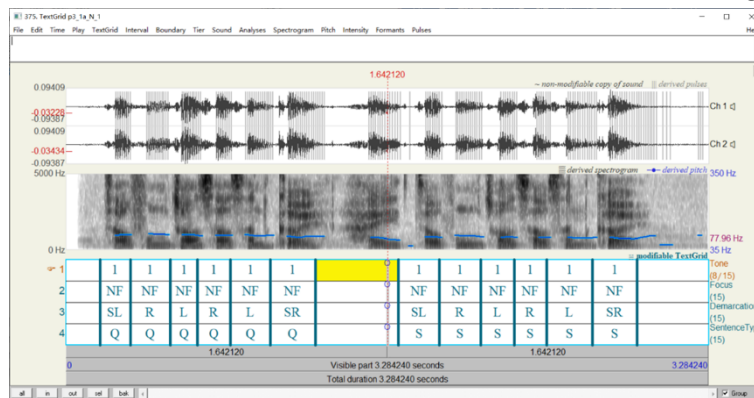 375. TextGrid p3_1a_N_1
File Edit Time Play TextGrid Interval Boundary Tier Sound Analyses Spectrogram Pitch Intensity Formants Pulses He
1.642120
0.09409 ~ non-modifiable copy of sound derived pulses
-0.03228 Ch 1
-0.09387
0.09409
-0.03434 Ch 2
-0.09387
5000 Hz derived spectrogram derived pitch 350 Hz
77.96 Hz
0 Hz 35 Hz
modifiable TextGrid
1 1 1 1 1 1 1 1 1 1 1 1 1 Tone (8/15)
2 NF NF NF NF NF NF NF NF NF NF NF NF Focus (15)
3 SL R L R L SR SL R L R L SR Demarcation (15)
4 Q Q Q Q Q Q S S S S S S SentenceTyp (15)
1.642120 1.642120
0 Visible part 3.284240 seconds 3.284240
Total duration 3.284240 seconds
all in out sel bak Group